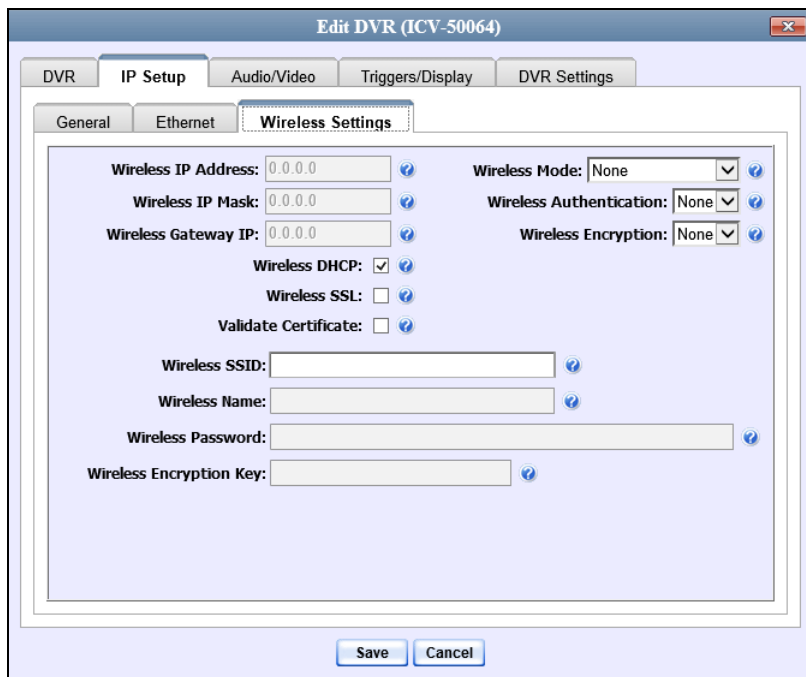 Edit DVR (ICV-50064)
DVR IP Setup Audio/Video Triggers/Display DVR Settings
General Ethernet Wireless Settings
Wireless IP Address: 0.0.0.0 Wireless Mode: None
Wireless IP Mask: 0.0.0.0 Wireless Authentication: None
Wireless Gateway IP: 0.0.0.0 Wireless Encryption: None
Wireless DHCP:
Wireless SSL:
Validate Certificate:
Wireless SSID:
Wireless Name:
Wireless Password:
Wireless Encryption Key:
Save Cancel